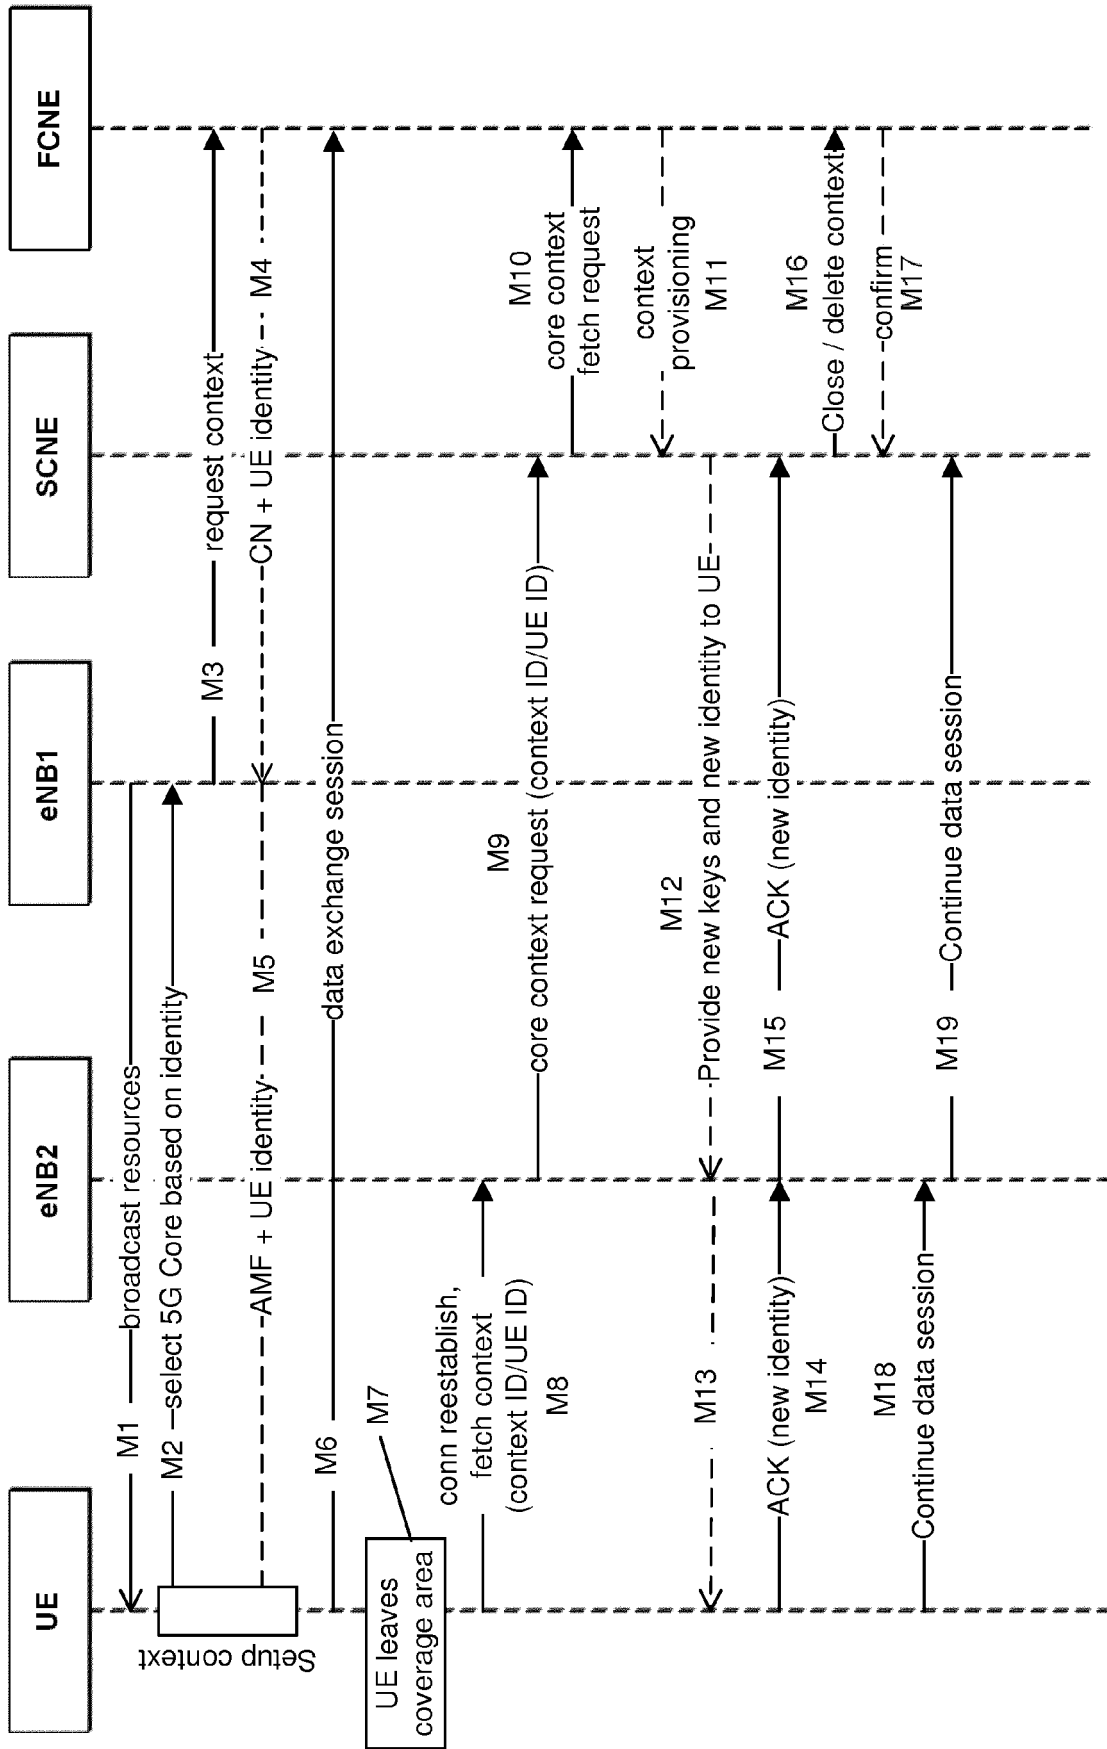 UE
eNB2
eNB1
SCNE
FCNE
M1
broadcast resources
M2
select 5G Core based on identity
Setup context
M3
request context
AMF + UE identity
M5
CN + UE identity
M4
M6
data exchange session
UE leaves
coverage area
M7
conn reestablish,
fetch context
(context ID/UE ID)
M8
M9
core context request (context ID/UE ID)
M10
core context
fetch request
context
provisioning
M11
M12
Provide new keys and new identity to UE
M13
ACK (new identity)
M14
M15
ACK (new identity)
M16
Close / delete context
confirm
M17
M18
Continue data session
M19
Continue data session